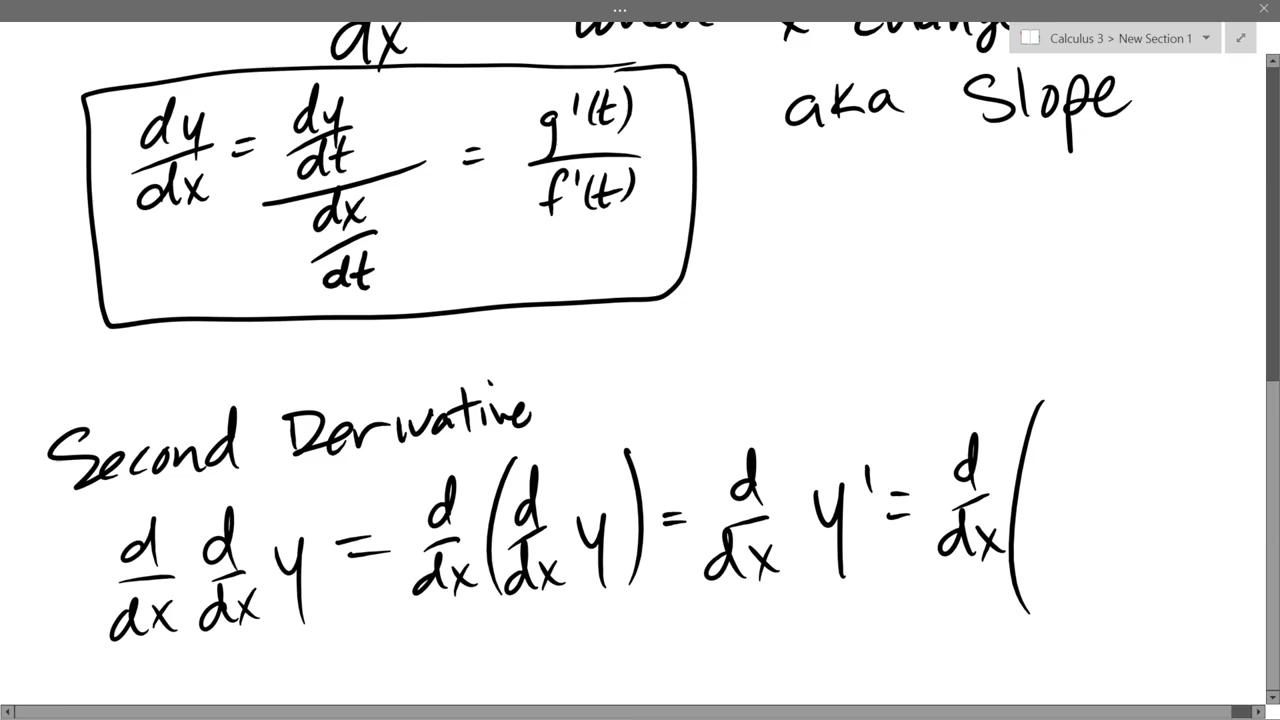 ...
Calculus 3 > New Section 1
dx
aka Slope
dy/dx = (dy/dt)/(dx/dt) = g'(t)/f'(t)
Second Derivative
d/dx d/dx y = d/dx (d/dx y) = d/dx y' = d/dx (